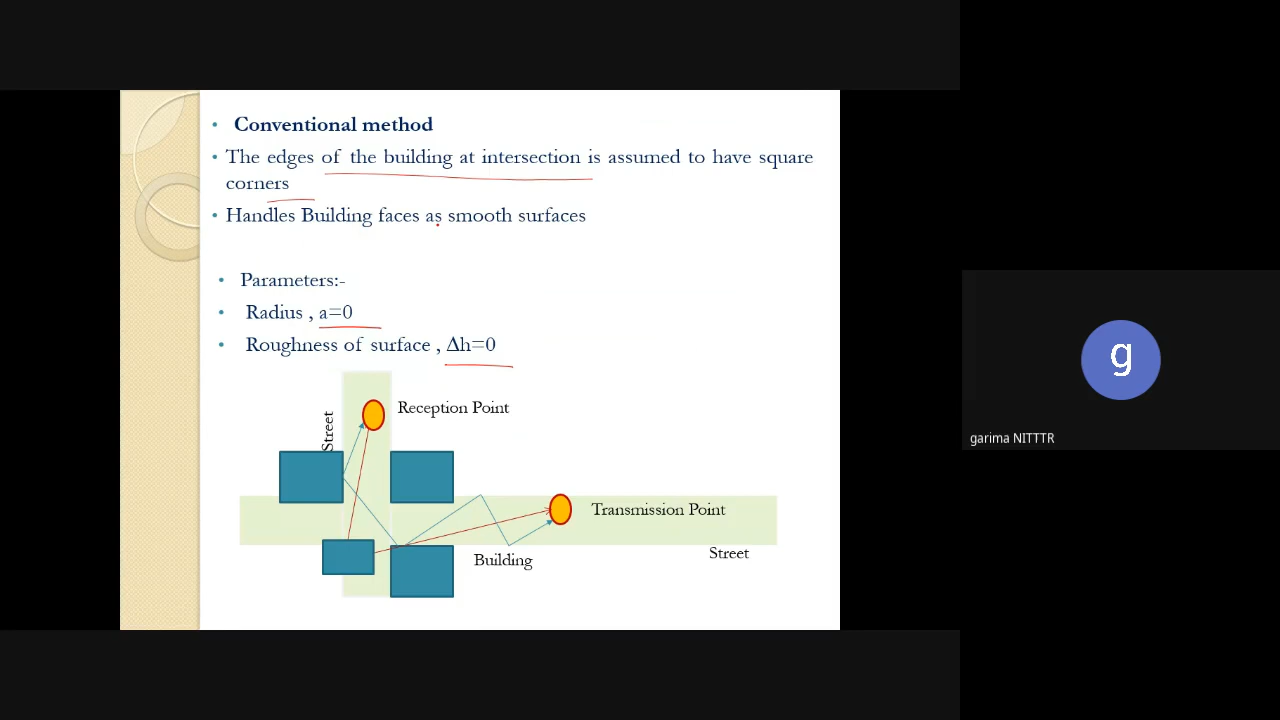 Conventional method
The edges of the building at intersection is assumed to have square
corners
Handles Building faces as smooth surfaces
Parameters:-
Radius , a=0
Roughness of surface , Δh=0
Reception Point
Street
Transmission Point
Street
Building
g
garima NITTTR